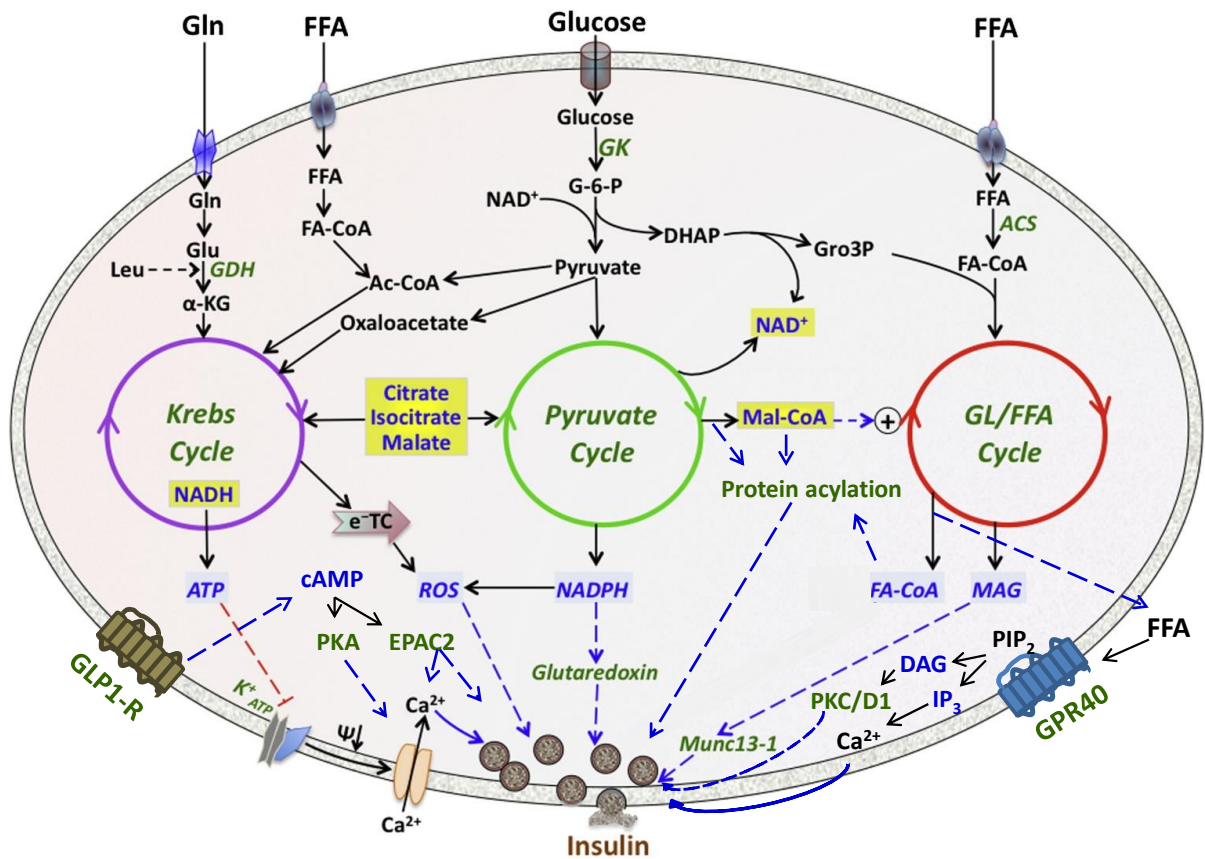 Gln
FFA
Glucose
FFA
Glucose
GK
FFA
Gln
G-6-P
NAD⁺
FFA
ACS
FA-CoA
Glu
Leu
GDH
DHAP
Gro3P
FA-CoA
Ac-CoA
Pyruvate
α-KG
Oxaloacetate
NAD⁺
Krebs
Cycle
NADH
Citrate
Isocitrate
Malate
Pyruvate
Cycle
Mal-CoA
+
GL/FFA
Cycle
Protein acylation
e⁻TC
ATP
cAMP
ROS
NADPH
FA-CoA
MAG
FFA
PKA
EPAC2
PIP₂
DAG
GLP1-R
Glutaredoxin
PKC/D1
IP₃
GPR40
K⁺
ATP
Ca²⁺
Ψ
Munc13-1
Ca²⁺
Ca²⁺
Insulin